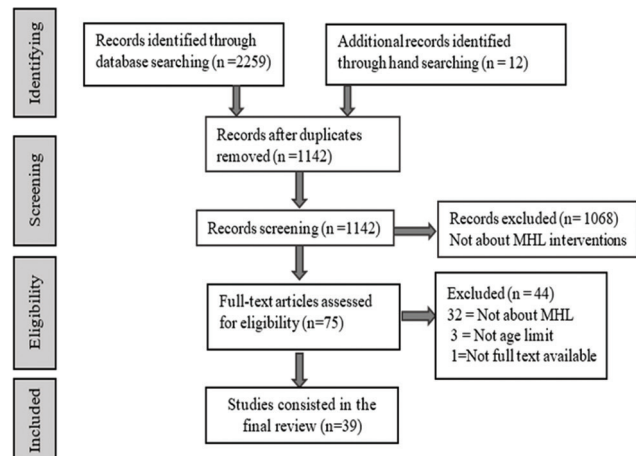 Identifying
Records identified through
database searching (n =2259)
Additional records identified
through hand searching (n = 12)
Records after duplicates
removed (n =1142)
Screening
Records screening (n =1142)
Records excluded (n= 1068)
Not about MHL interventions
Eligibility
Full-text articles assessed
for eligibility (n=75)
Excluded (n = 44)
32 = Not about MHL
3 = Not age limit
1=Not full text available
Included
Studies consisted in the
final review (n=39)